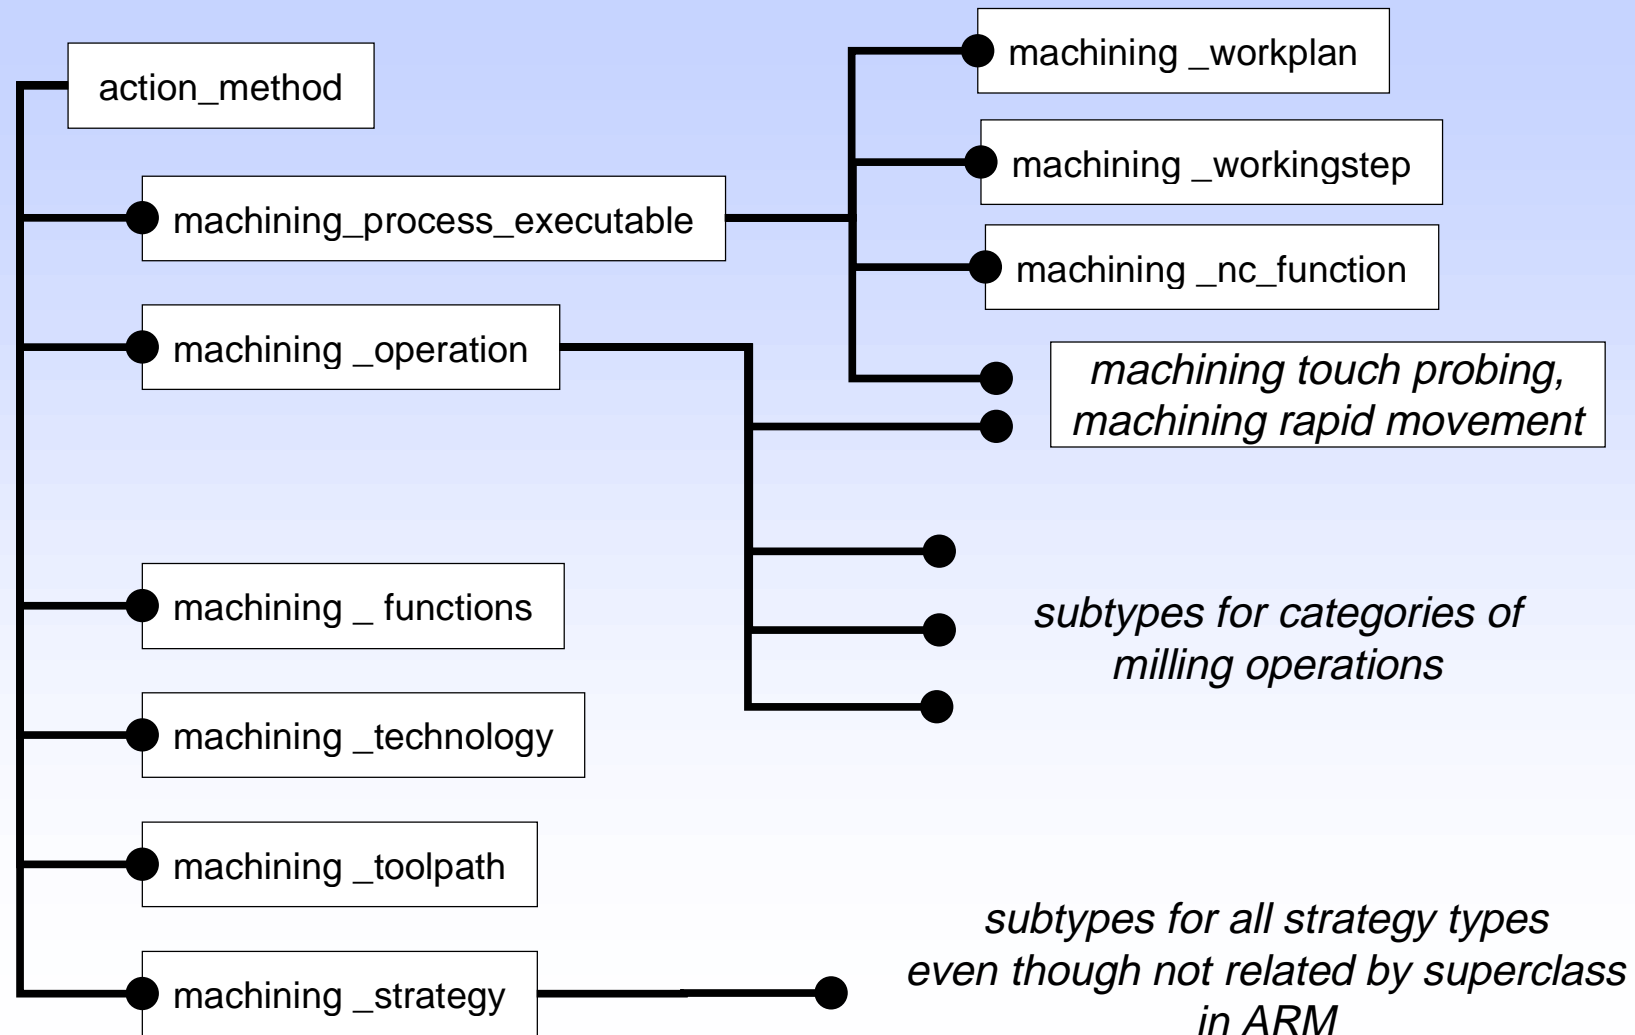 action_method
machining_process_executable
machining _operation
machining _ functions
machining _technology
machining _toolpath
machining _strategy
machining _workplan
machining _workingstep
machining _nc_function
machining touch probing,
machining rapid movement
subtypes for categories of
milling operations
subtypes for all strategy types
even though not related by superclass
in ARM